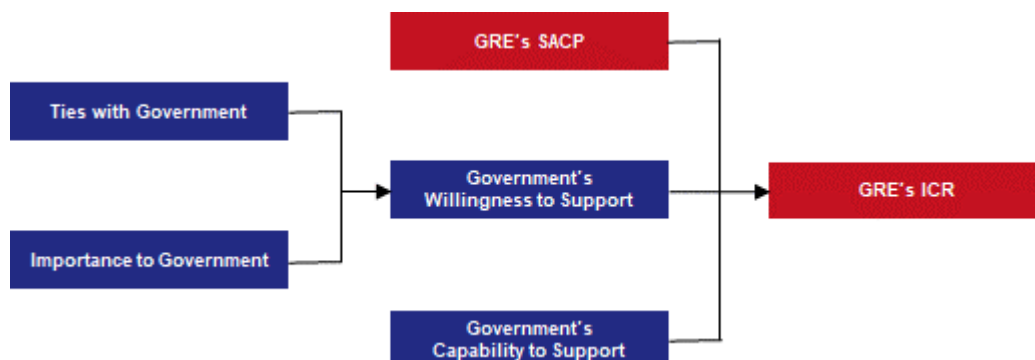 GRE's SACP
Ties with Government
Government's
Willingness to Support
GRE's ICR
Importance to Government
Government's
Capability to Support